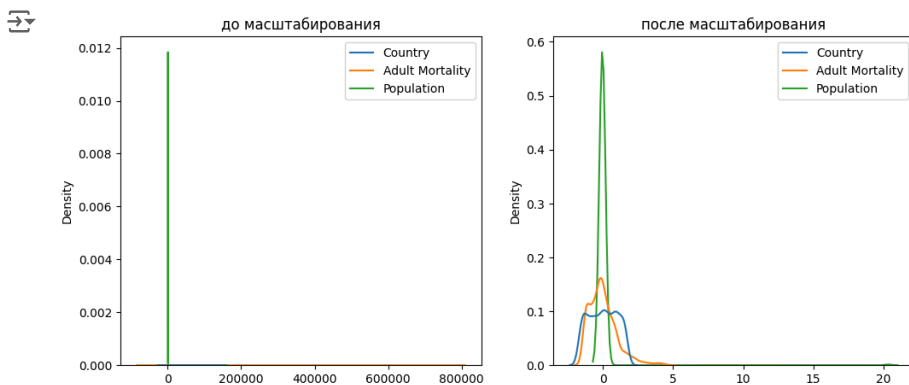 до масштабирования
0.012
0.010
0.008
0.006
0.004
0.002
0.000
Density
0
200000
400000
600000
800000
Country
Adult Mortality
Population
после масштабирования
0.6
0.5
0.4
0.3
0.2
0.1
0.0
Density
0
5
10
15
20
Country
Adult Mortality
Population